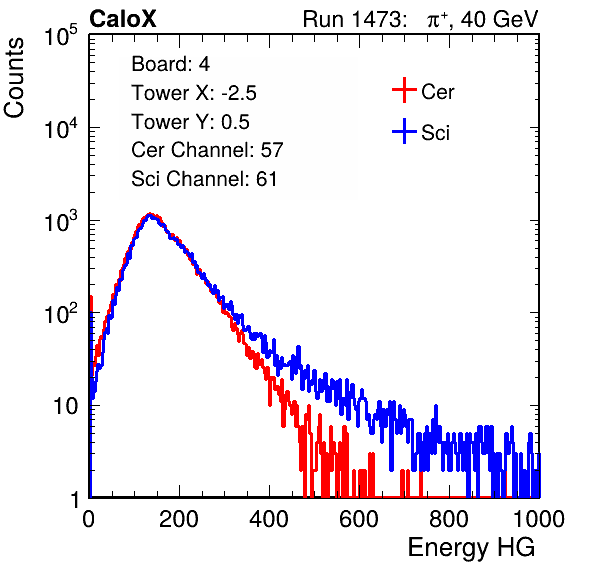 CaloX Run 1473: π⁺, 40 GeV
Counts
10⁵
10⁴
10³
10²
10
1
Board: 4
Tower X: -2.5
Tower Y: 0.5
Cer Channel: 57
Sci Channel: 61
Cer
Sci
0 200 400 600 800 1000
Energy HG